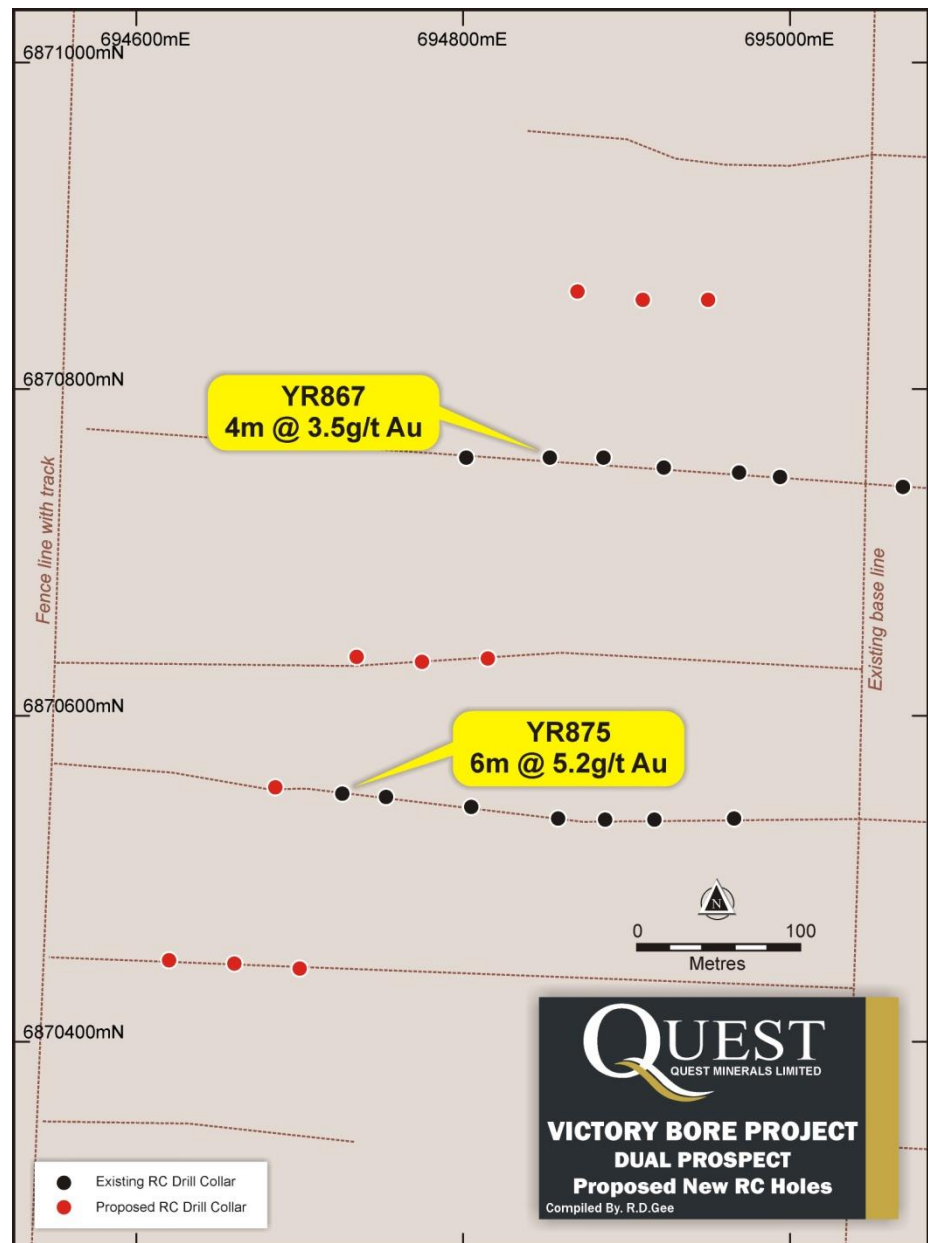 694600mE
694800mE
695000mE
6871000mN
6870800mN
YR867
4m @ 3.5g/t Au
Fence line with track
Existing base line
6870600mN
YR875
6m @ 5.2g/t Au
N
0 100
Metres
6870400mN
QUEST
QUEST MINERALS LIMITED
VICTORY BORE PROJECT
DUAL PROSPECT
Proposed New RC Holes
Compiled By. R.D.Gee
Existing RC Drill Collar
Proposed RC Drill Collar